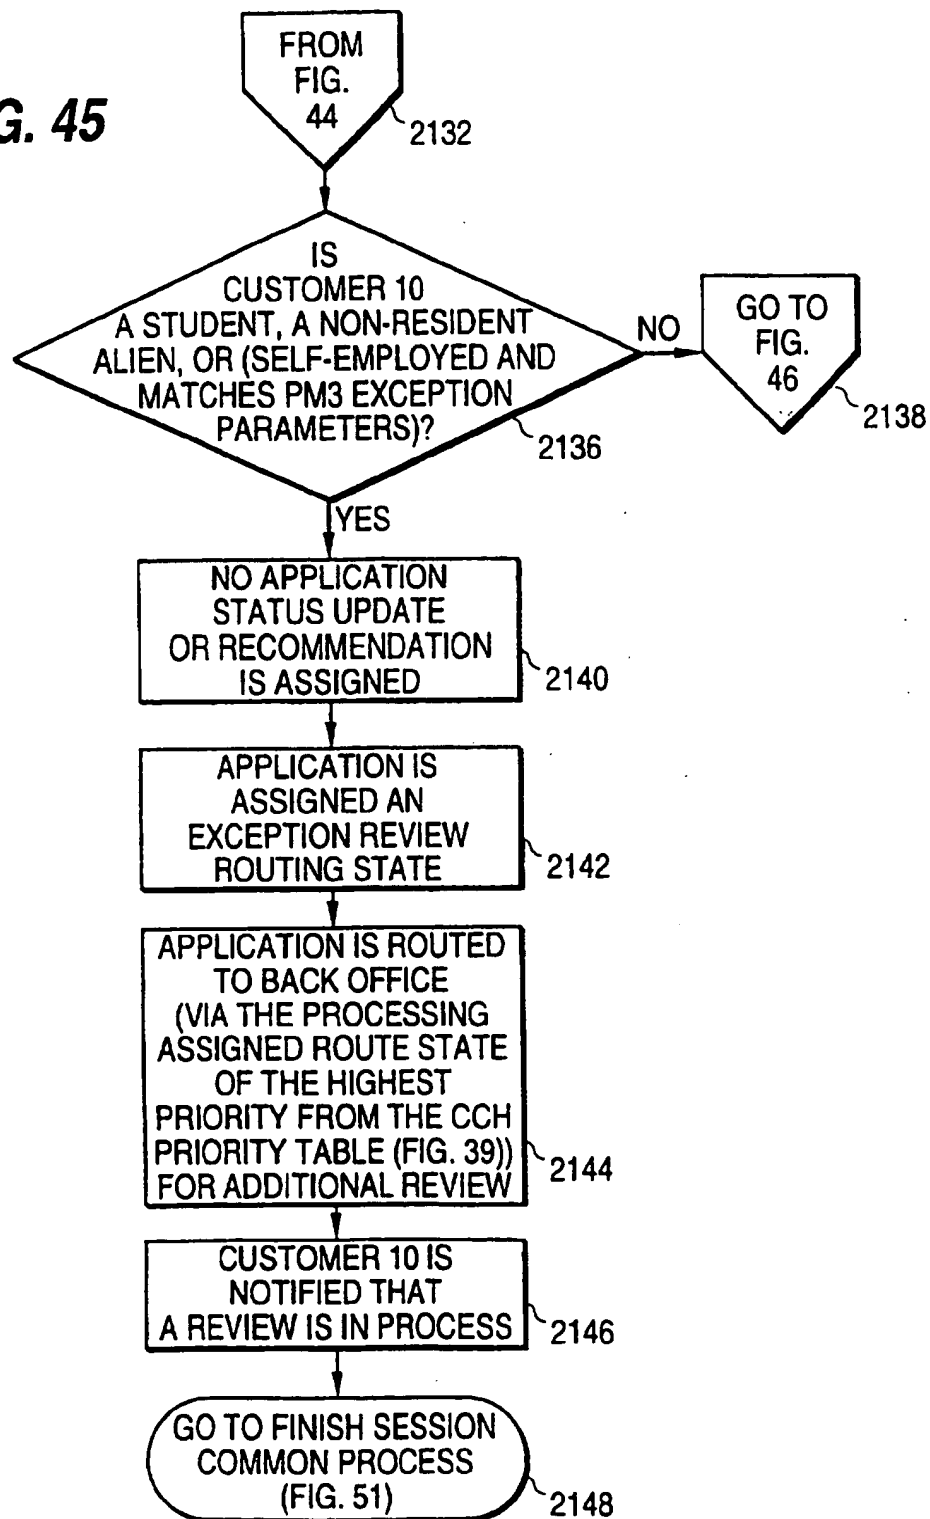 G. 45
FROM
FIG.
44
2132
IS
CUSTOMER 10
A STUDENT, A NON-RESIDENT
ALIEN, OR (SELF-EMPLOYED AND
MATCHES PM3 EXCEPTION
PARAMETERS)?
2136
NO
GO TO
FIG.
46
2138
YES
NO APPLICATION
STATUS UPDATE
OR RECOMMENDATION
IS ASSIGNED
2140
APPLICATION IS
ASSIGNED AN
EXCEPTION REVIEW
ROUTING STATE
2142
APPLICATION IS ROUTED
TO BACK OFFICE
(VIA THE PROCESSING
ASSIGNED ROUTE STATE
OF THE HIGHEST
PRIORITY FROM THE CCH
PRIORITY TABLE (FIG. 39))
FOR ADDITIONAL REVIEW
2144
CUSTOMER 10 IS
NOTIFIED THAT
A REVIEW IS IN PROCESS
2146
GO TO FINISH SESSION
COMMON PROCESS
(FIG. 51)
2148